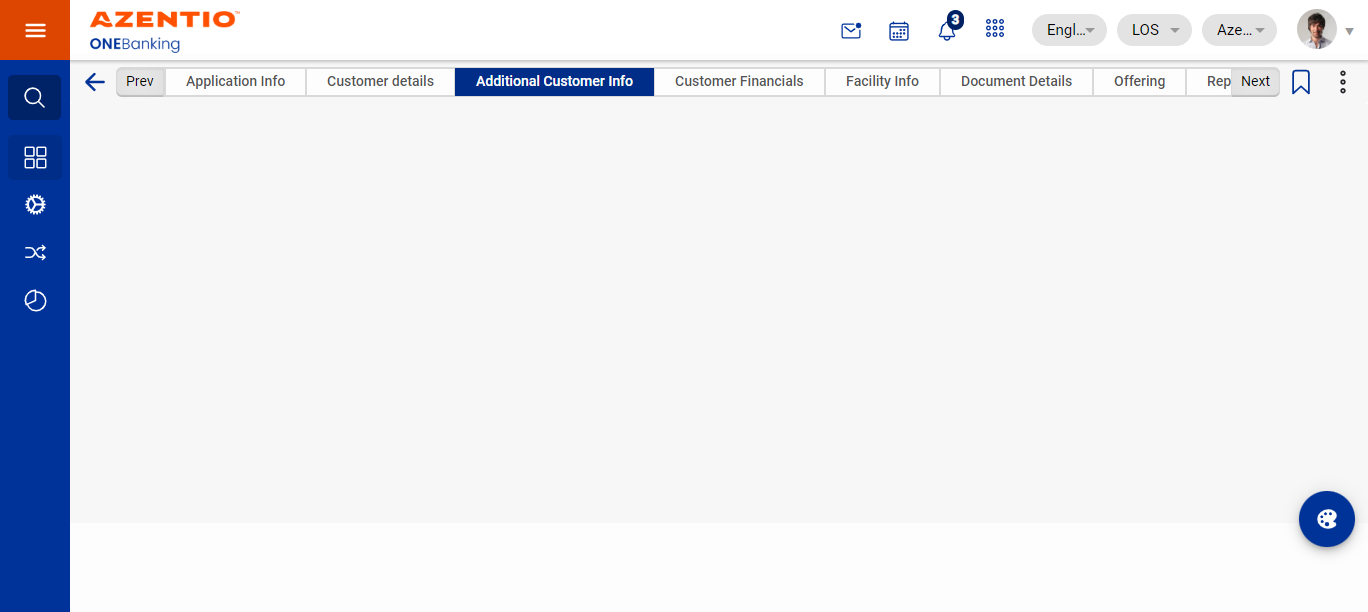 AZENTIO™
ONEBanking
3
Engl...
LOS
Aze...
Prev
Application Info
Customer details
Additional Customer Info
Customer Financials
Facility Info
Document Details
Offering
Rep
Next